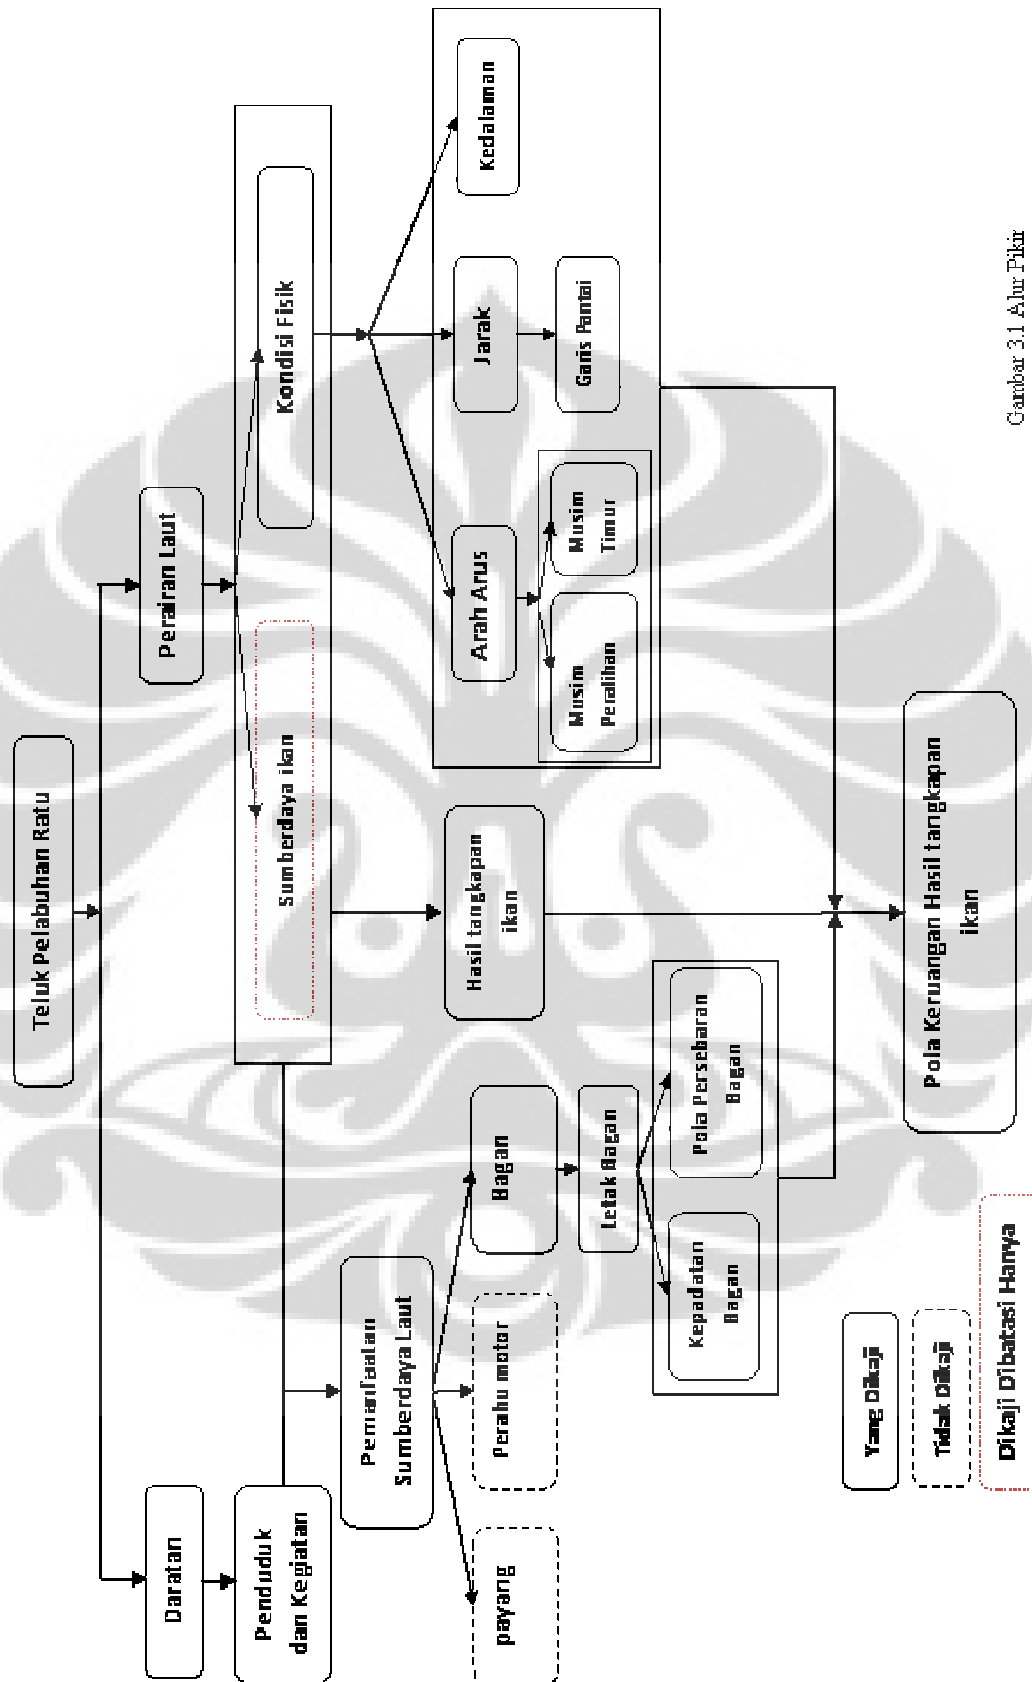 Teluk Pelabuhan Ratu
Daratan
Perairan Laut
Penduduk
dan Kegiatan
Sumberdaya ikan
Kondisi Fisik
Pemanfaatan
Sumberdaya Laut
payang
Perahu motor
Bagan
Hasil tangkapan
ikan
Arah Arus
Jarak
Kedalaman
Letak Bagan
Musim
Peralihan
Musim
Timur
Garis Pantai
Kepadatan
Bagan
Pola Persebaran
Bagan
Pola Keruangan Hasil tangkapan
ikan
Yang Dikaji
Tidak Dikaji
Dikaji Dibatasi Hanya
Gambar 3.1 Alur Pikir